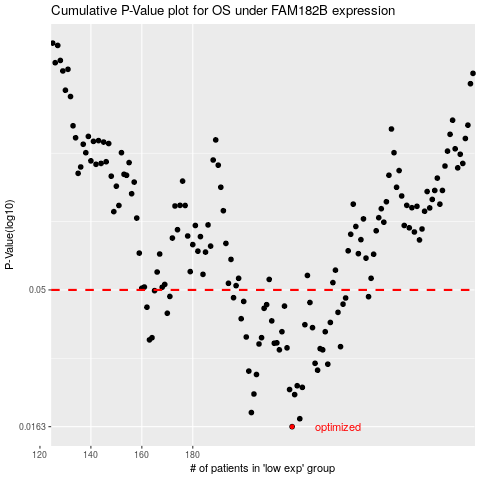 Cumulative P-Value plot for OS under FAM182B expression
P-Value(log10)
0.05
0.0163
optimized
120 140 160 180
# of patients in 'low exp' group